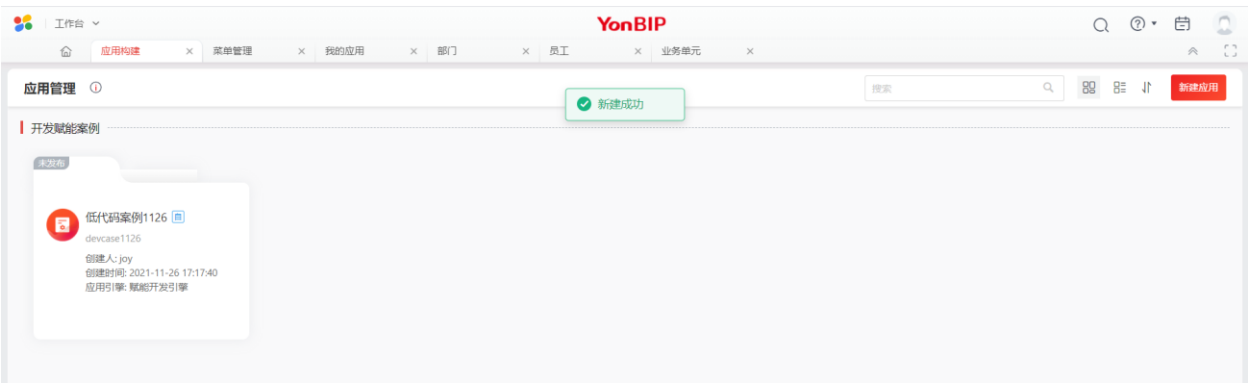 工作台
YonBIP
应用构建
菜单管理
我的应用
部门
员工
业务单元
应用管理
新建成功
搜索
新建应用
开发赋能案例
未发布
低代码案例1126
devcase1126
创建人: joy
创建时间: 2021-11-26 17:17:40
应用引擎: 赋能开发引擎